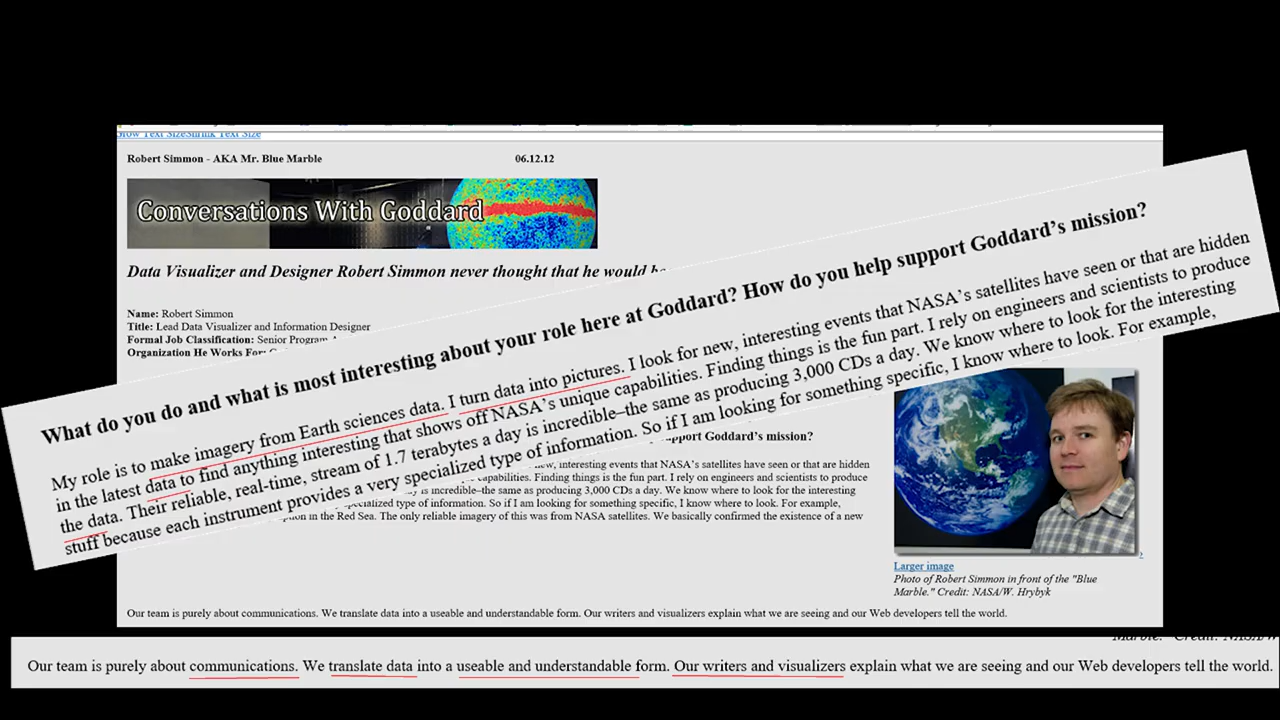 Grow Text SizeShrink Text Size
Robert Simmon - AKA Mr. Blue Marble 06.12.12
Conversations With Goddard
Data Visualizer and Designer Robert Simmon never thought that he would be
Name: Robert Simmon
Title: Lead Data Visualizer and Information Designer
Formal Job Classification: Senior Program
Organization He Works For:
What do you do and what is most interesting about your role here at Goddard? How do you help support Goddard's mission?
My role is to make imagery from Earth sciences data. I turn data into pictures. I look for new, interesting events that NASA's satellites have seen or that are hidden
in the latest data to find anything interesting that shows off NASA's unique capabilities. Finding things is the fun part. I rely on engineers and scientists to produce
the data. Their reliable, real-time, stream of 1.7 terabytes a day is incredible–the same as producing 3,000 CDs a day. We know where to look for the interesting
stuff because each instrument provides a very specialized type of information. So if I am looking for something specific, I know where to look. For example,
support Goddard's mission?
new, interesting events that NASA's satellites have seen or that are hidden
capabilities. Finding things is the fun part. I rely on engineers and scientists to produce
is incredible–the same as producing 3,000 CDs a day. We know where to look for the interesting
specialized type of information. So if I am looking for something specific, I know where to look. For example,
in the Red Sea. The only reliable imagery of this was from NASA satellites. We basically confirmed the existence of a new
Larger image
Photo of Robert Simmon in front of the "Blue
Marble." Credit: NASA/W. Hrybyk
Our team is purely about communications. We translate data into a useable and understandable form. Our writers and visualizers explain what we are seeing and our Web developers tell the world.
Marble." Credit: NASA/W
Our team is purely about communications. We translate data into a useable and understandable form. Our writers and visualizers explain what we are seeing and our Web developers tell the world.